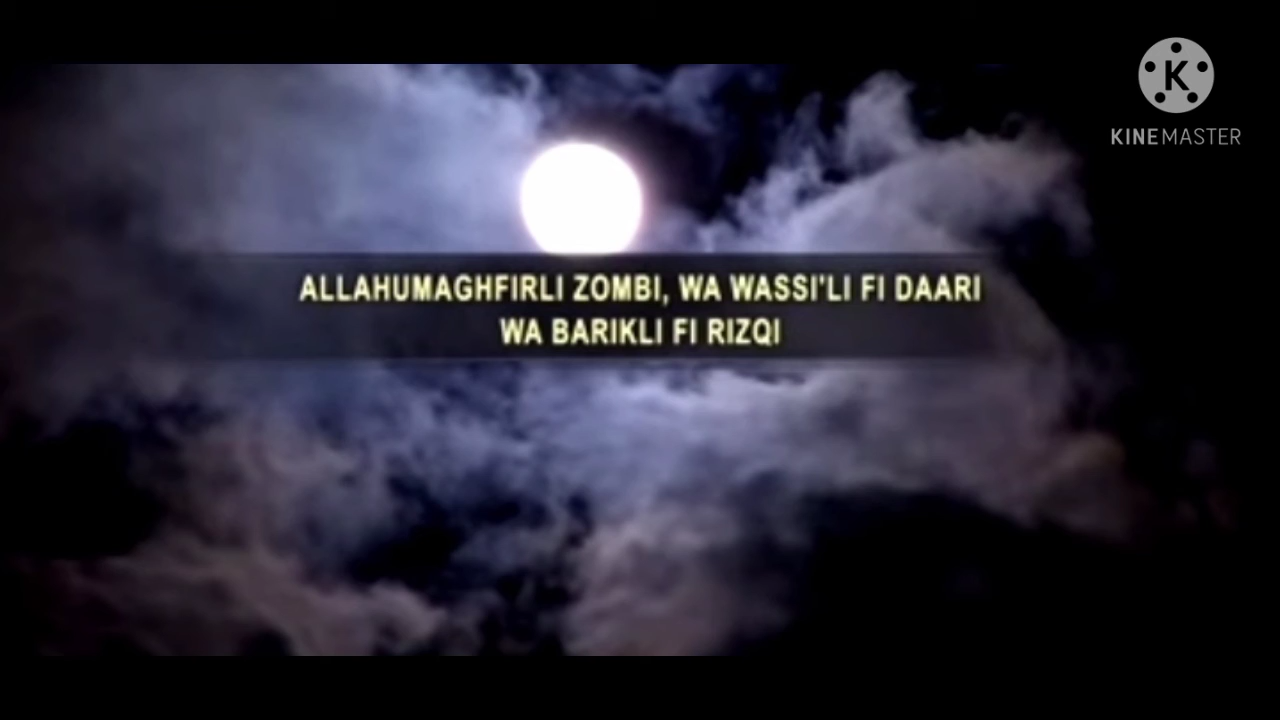 KINEMASTER
ALLAHUMAGHFIRLI ZOMBI, WA WASSI'LI FI DAARI
WA BARIKLI FI RIZQI